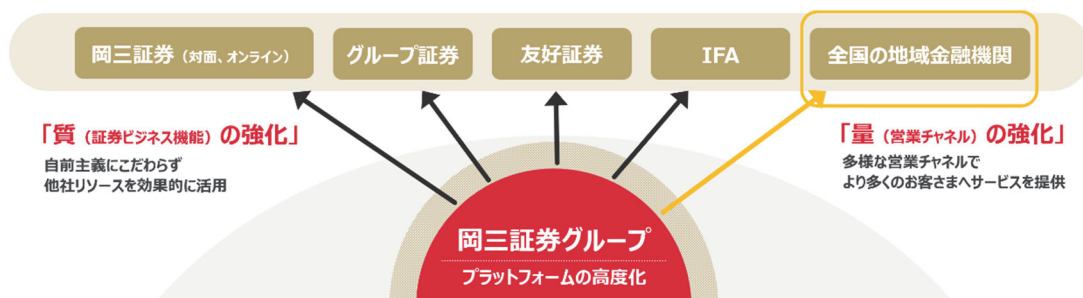 岡三証券（対面、オンライン） グループ証券 友好証券 IFA 全国の地域金融機関
「質（証券ビジネス機能）の強化」
自前主義にこだわらず
他社リソースを効果的に活用
「量（営業チャネル）の強化」
多様な営業チャネルで
より多くのお客さまへサービスを提供
岡三証券グループ
プラットフォームの高度化